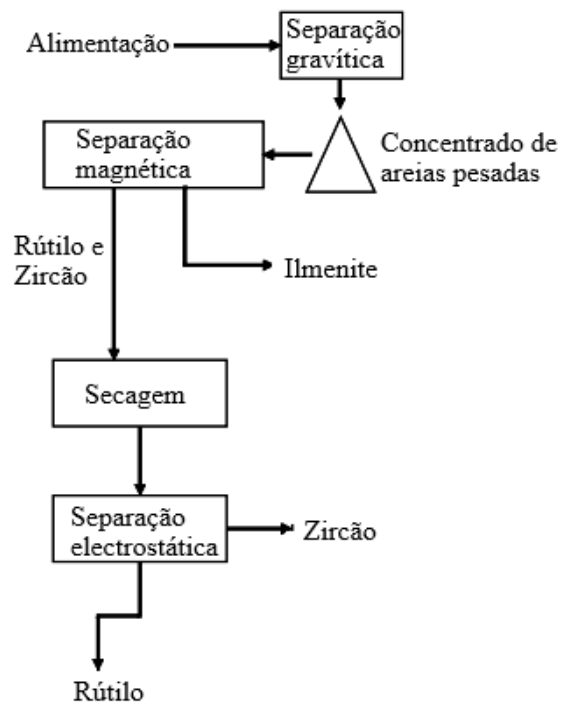 Alimentação
Separação
gravítica
Separação
magnética
Concentrado de
areias pesadas
Rútilo e
Zircão
Ilmenite
Secagem
Separação
electrostática
Zircão
Rútilo